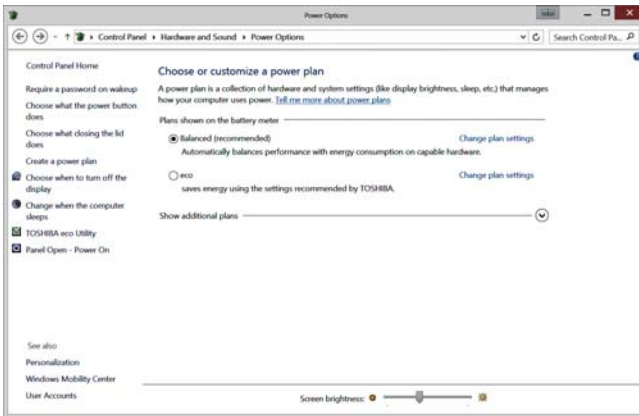 Power Options
Control Panel ▸ Hardware and Sound ▸ Power Options
Search Control Pa...
Control Panel Home
Require a password on wakeup
Choose what the power button
does
Choose what closing the lid
does
Create a power plan
Choose when to turn off the
display
Change when the computer
sleeps
TOSHIBA eco Utility
Panel Open - Power On
Choose or customize a power plan
A power plan is a collection of hardware and system settings (like display brightness, sleep, etc.) that manages
how your computer uses power. Tell me more about power plans
Plans shown on the battery meter
Balanced (recommended) Change plan settings
Automatically balances performance with energy consumption on capable hardware.
eco Change plan settings
saves energy using the settings recommended by TOSHIBA.
Show additional plans
See also
Personalization
Windows Mobility Center
User Accounts
Screen brightness: